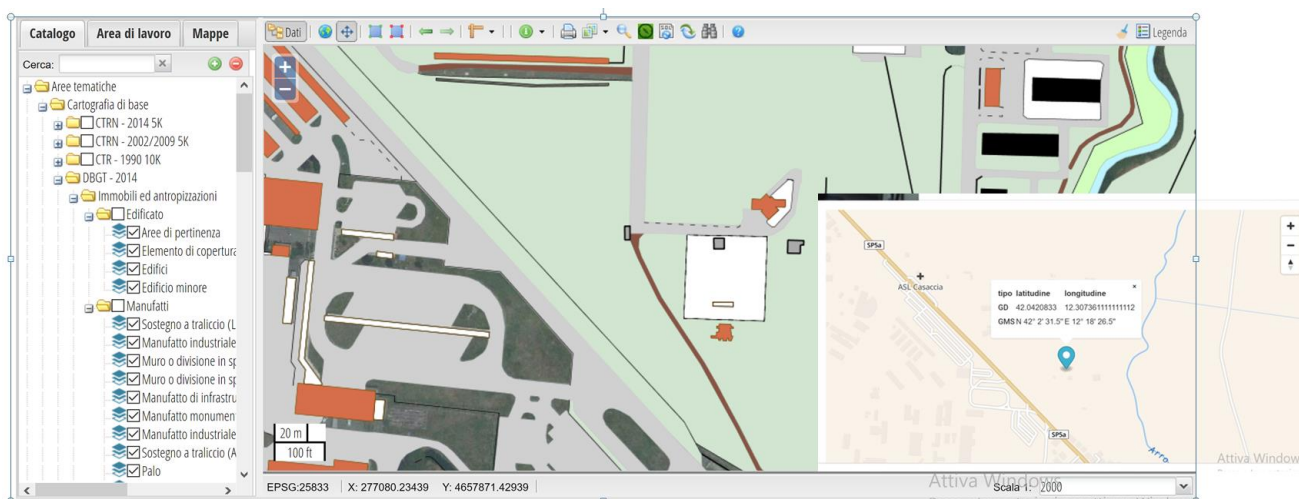 Catalogo Area di lavoro Mappe
Dati
Legenda
Cerca:
Aree tematiche
Cartografia di base
CTRN - 2014 5K
CTRN - 2002/2009 5K
CTR - 1990 10K
DBGT - 2014
Immobili ed antropizzazioni
Edificato
Aree di pertinenza
Elemento di copertura
Edifici
Edificio minore
Manufatti
Sostegno a traliccio (L
Manufatto industriale
Muro o divisione in sp
Muro o divisione in sp
Manufatto di infrastru
Manufatto monumen
Manufatto industriale
Sostegno a traliccio (A
Palo
20 m
100 ft
SP5a
ASL Casaccia
tipo latitudine longitudine
GD 42.0420833 12.307361111111112
GMS N 42° 2' 31.5" E 12° 18' 26.5"
SP5a
Arro
Attiva Window
Attiva Windows
EPSG:25833 X: 277080.23439 Y: 4657871.42939 Scala 1: 2000